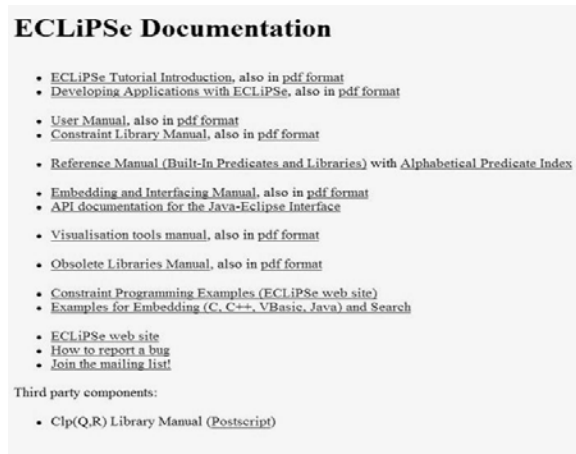 ECLiPSe Documentation
ECLiPSe Tutorial Introduction, also in pdf format
Developing Applications with ECLiPSe, also in pdf format
User Manual, also in pdf format
Constraint Library Manual, also in pdf format
Reference Manual (Built-In Predicates and Libraries) with Alphabetical Predicate Index
Embedding and Interfacing Manual, also in pdf format
API documentation for the Java-Eclipse Interface
Visualisation tools manual, also in pdf format
Obsolete Libraries Manual, also in pdf format
Constraint Programming Examples (ECLiPSe web site)
Examples for Embedding (C, C++, VBasic, Java) and Search
ECLiPSe web site
How to report a bug
Join the mailing list!
Third party components:
Clp(Q,R) Library Manual (Postscript)